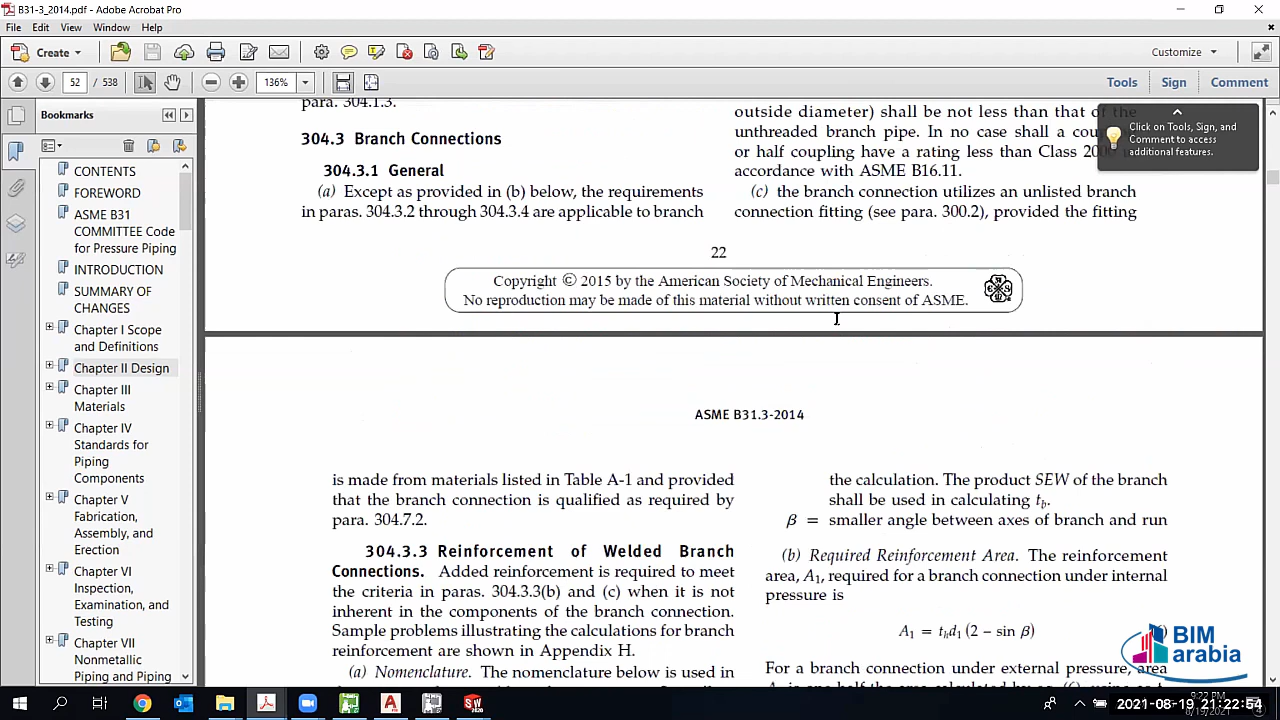 B31-3_2014.pdf - Adobe Acrobat Pro
File Edit View Window Help
Create
Customize
52 / 538
136%
Tools Sign Comment
Bookmarks
CONTENTS
FOREWORD
ASME B31
COMMITTEE Code
for Pressure Piping
INTRODUCTION
SUMMARY OF
CHANGES
Chapter I Scope
and Definitions
Chapter II Design
Chapter III
Materials
Chapter IV
Standards for
Piping
Components
Chapter V
Fabrication,
Assembly, and
Erection
Chapter VI
Inspection,
Examination, and
Testing
Chapter VII
Nonmetallic
Piping and Piping
para. 304.1.3.
304.3 Branch Connections
304.3.1 General
(a) Except as provided in (b) below, the requirements
in paras. 304.3.2 through 304.3.4 are applicable to branch
outside diameter) shall be not less than that of the
unthreaded branch pipe. In no case shall a
or half coupling have a rating less than Class
accordance with ASME B16.11.
(c) the branch connection utilizes an unlisted branch
connection fitting (see para. 300.2), provided the fitting
Click on Tools, Sign, and
Comment to access
additional features.
22
Copyright © 2015 by the American Society of Mechanical Engineers.
No reproduction may be made of this material without written consent of ASME.
ASME B31.3-2014
is made from materials listed in Table A-1 and provided
that the branch connection is qualified as required by
para. 304.7.2.
304.3.3 Reinforcement of Welded Branch
Connections. Added reinforcement is required to meet
the criteria in paras. 304.3.3(b) and (c) when it is not
inherent in the components of the branch connection.
Sample problems illustrating the calculations for branch
reinforcement are shown in Appendix H.
(a) Nomenclature. The nomenclature below is used in
the calculation. The product SEW of the branch
shall be used in calculating tb.
β = smaller angle between axes of branch and run
(b) Required Reinforcement Area. The reinforcement
area, A1, required for a branch connection under internal
pressure is
A1 = thd1 (2 − sin β)
For a branch connection under external pressure, area
BIM
arabia
9:22 PM
8/19/2021
2021-08-19 21:22:54